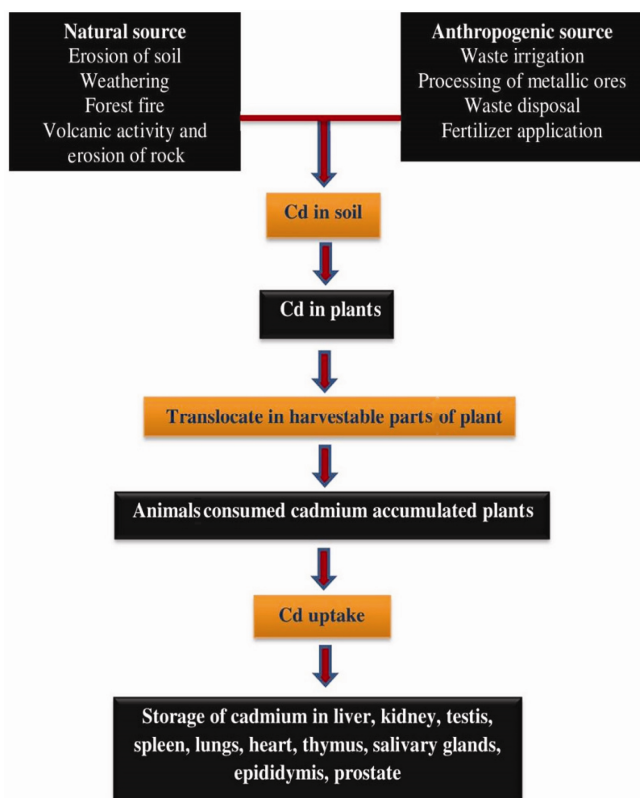 Natural source
Erosion of soil
Weathering
Forest fire
Volcanic activity and
erosion of rock
Anthropogenic source
Waste irrigation
Processing of metallic ores
Waste disposal
Fertilizer application
Cd in soil
Cd in plants
Translocate in harvestable parts of plant
Animals consumed cadmium accumulated plants
Cd uptake
Storage of cadmium in liver, kidney, testis,
spleen, lungs, heart, thymus, salivary glands,
epididymis, prostate